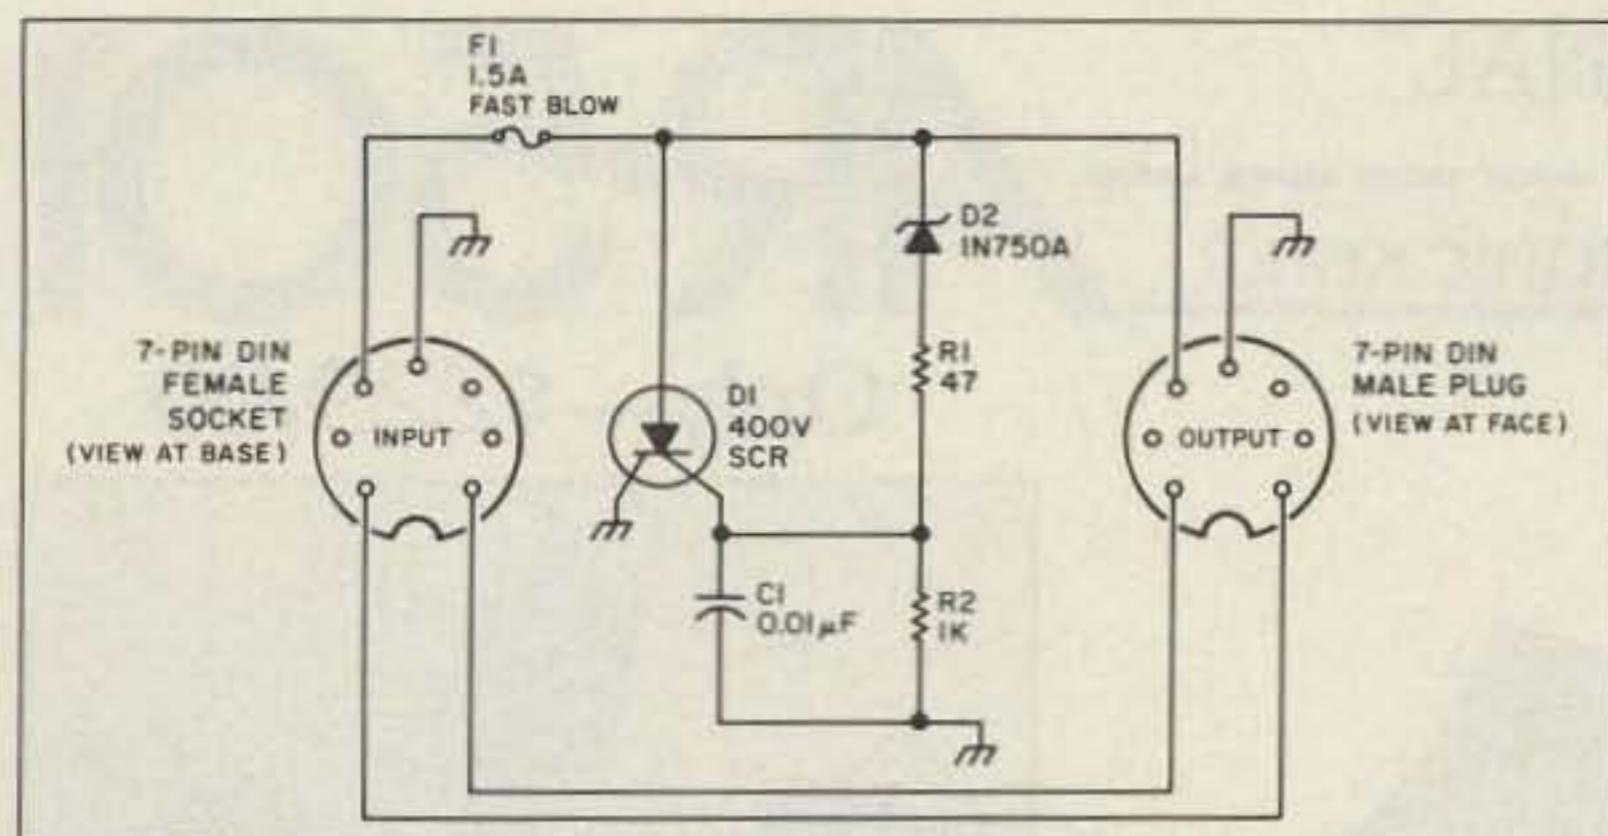 F1
1.5A
FAST BLOW
D2
1N750A
7-PIN DIN
FEMALE
SOCKET
(VIEW AT BASE)
INPUT
D1
400V
SCR
R1
47
OUTPUT
7-PIN DIN
MALE PLUG
(VIEW AT FACE)
C1
0.01µF
R2
1K